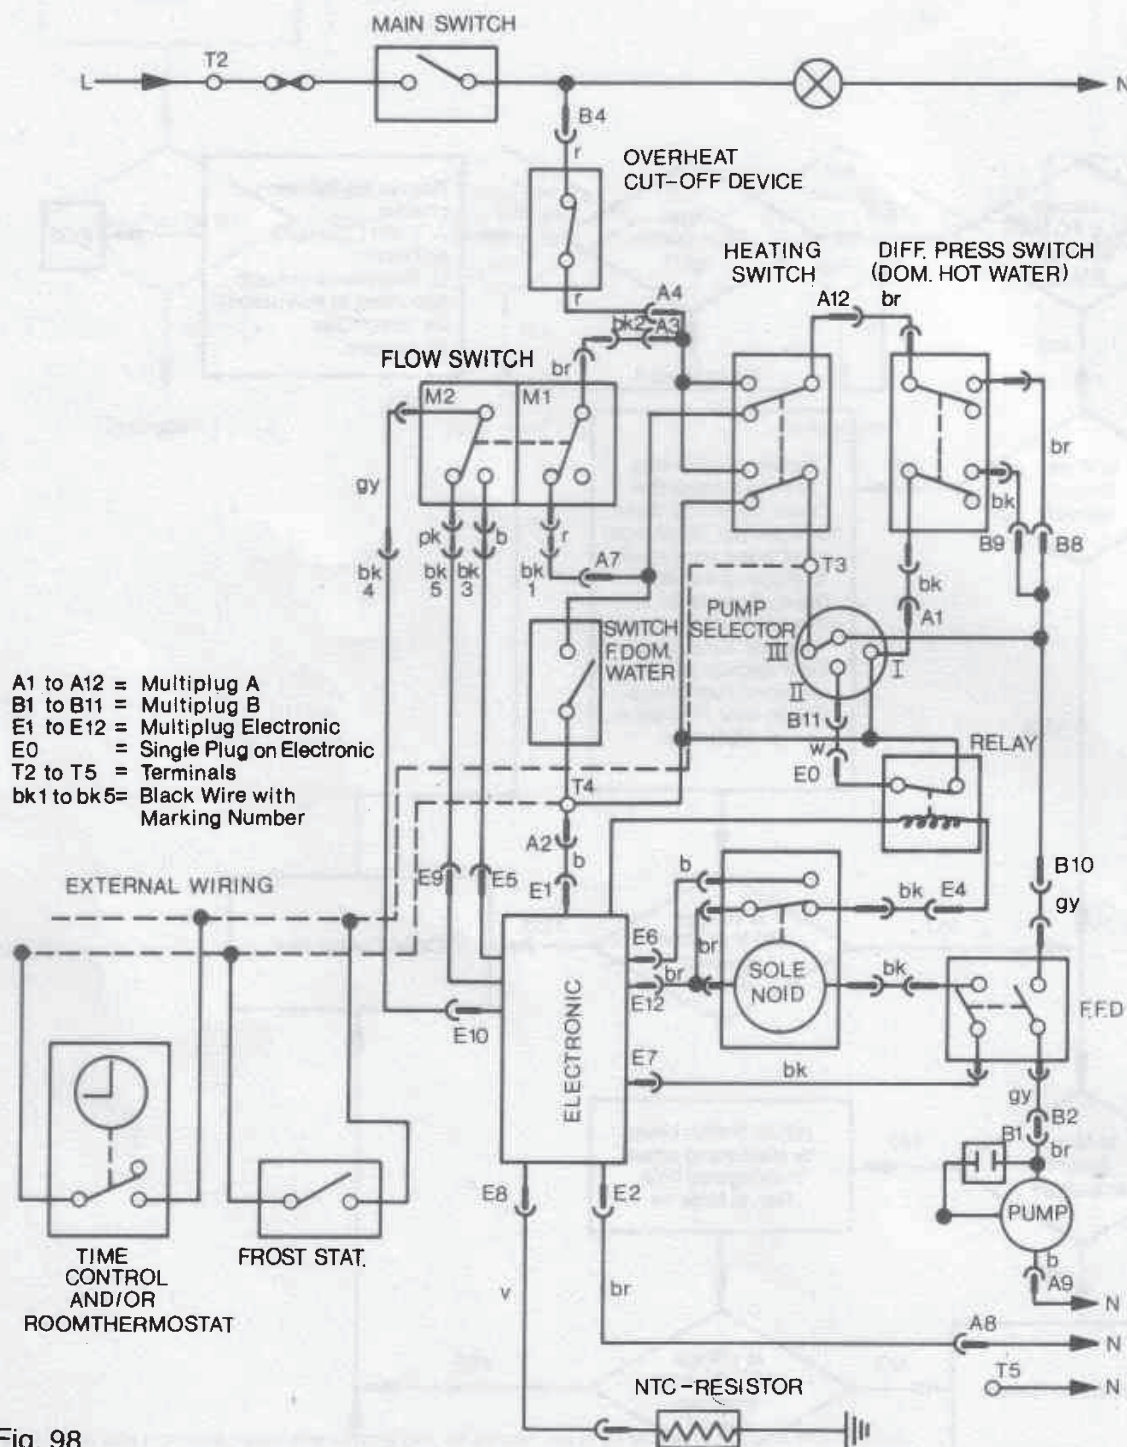 MAIN SWITCH
T2
L
N
B4
r
OVERHEAT
CUT-OFF DEVICE
r
HEATING
SWITCH
DIFF. PRESS SWITCH
(DOM. HOT WATER)
A4
A12
br
bk2
A3
FLOW SWITCH
br
M2
M1
br
gy
bk
pk
b
r
B9
B8
A7
T3
bk
4
bk
5
bk
3
bk
1
bk
A1
PUMP
SELECTOR
III
I
II
SWITCH
F. DOM.
WATER
B11
w
E0
RELAY
A1 to A12 = Multiplug A
B1 to B11 = Multiplug B
E1 to E12 = Multiplug Electronic
E0 = Single Plug on Electronic
T2 to T5 = Terminals
bk1 to bk5= Black Wire with
Marking Number
T4
A2
b
b
B10
EXTERNAL WIRING
E9
E5
E1
bk
E4
gy
E6
br
br
E12
SOLE
NOID
bk
F.F.D
E10
ELECTRONIC
E7
bk
gy
B2
B1
br
PUMP
E8
E2
b
A9
N
TIME
CONTROL
AND/OR
ROOMTHERMOSTAT
FROST STAT.
v
br
A8
N
T5
N
NTC-RESISTOR
Fig. 98